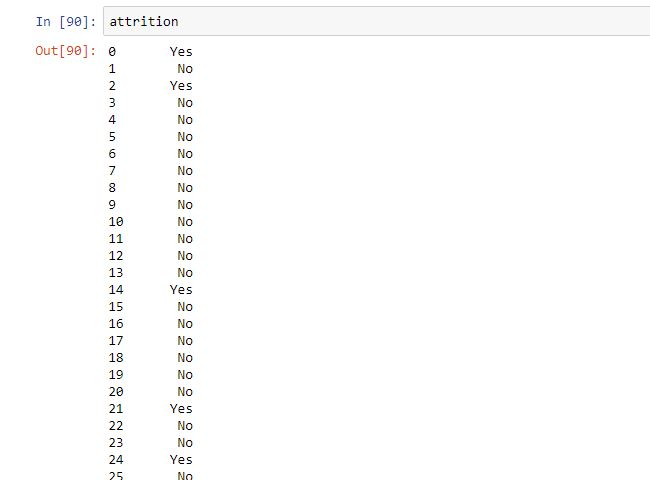 In [90]: attrition
Out[90]: 0 Yes
1 No
2 Yes
3 No
4 No
5 No
6 No
7 No
8 No
9 No
10 No
11 No
12 No
13 No
14 Yes
15 No
16 No
17 No
18 No
19 No
20 No
21 Yes
22 No
23 No
24 Yes
25 No